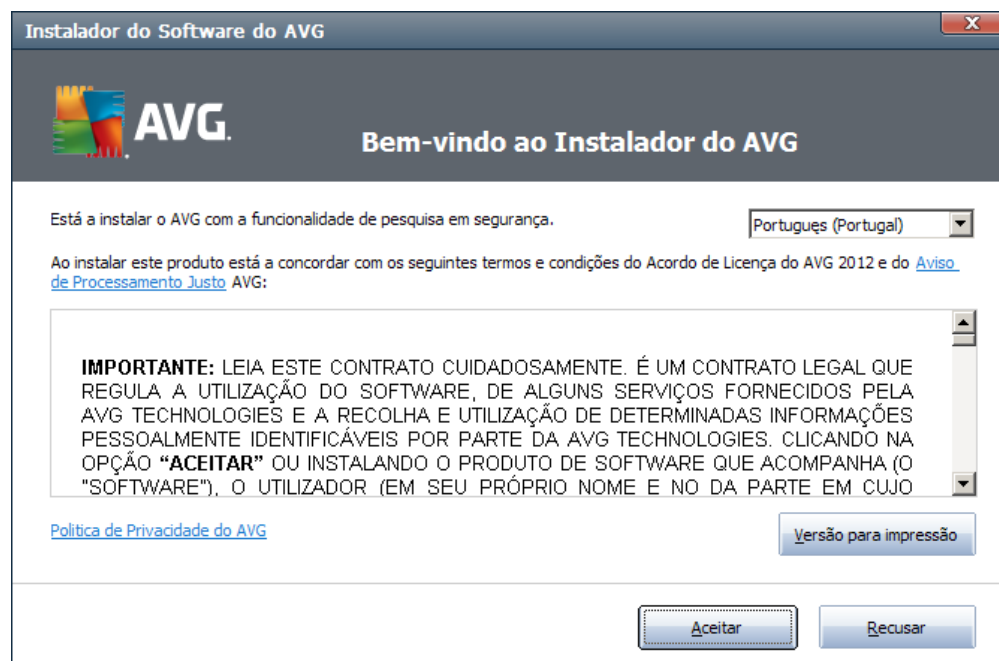 Instalador do Software do AVG
AVG.
Bem-vindo ao Instalador do AVG
Está a instalar o AVG com a funcionalidade de pesquisa em segurança.
Portuguęs (Portugal)
Ao instalar este produto está a concordar com os seguintes termos e condições do Acordo de Licença do AVG 2012 e do Aviso
de Processamento Justo AVG:
IMPORTANTE: LEIA ESTE CONTRATO CUIDADOSAMENTE. É UM CONTRATO LEGAL QUE
REGULA A UTILIZAÇÃO DO SOFTWARE, DE ALGUNS SERVIÇOS FORNECIDOS PELA
AVG TECHNOLOGIES E A RECOLHA E UTILIZAÇÃO DE DETERMINADAS INFORMAÇÕES
PESSOALMENTE IDENTIFICÁVEIS POR PARTE DA AVG TECHNOLOGIES. CLICANDO NA
OPÇÃO “ACEITAR” OU INSTALANDO O PRODUTO DE SOFTWARE QUE ACOMPANHA (O
"SOFTWARE"), O UTILIZADOR (EM SEU PRÓPRIO NOME E NO DA PARTE EM CUJO
Politica de Privacidade do AVG
Versão para impressão
Aceitar
Recusar